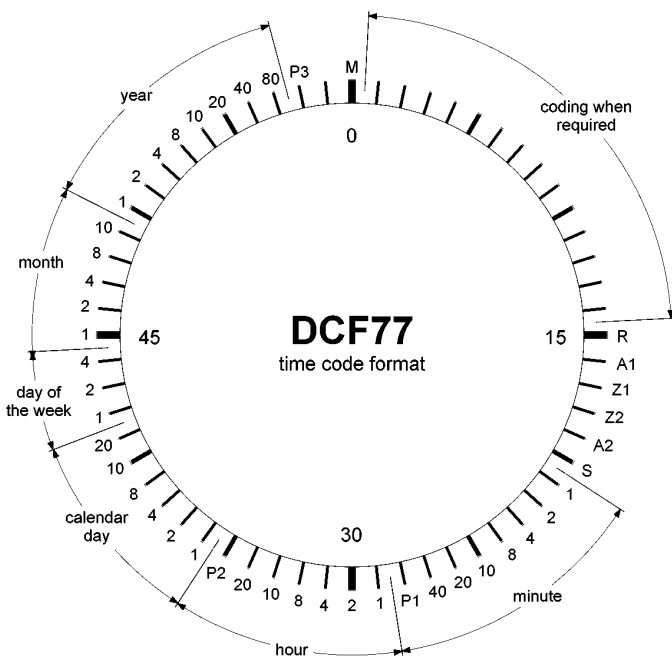 M
0
coding when
required
15
R
A1
Z1
Z2
A2
S
1
2
4
8
10
20
40
P1
minute
30
1
2
4
8
10
20
P2
hour
1
2
4
8
10
20
calendar
day
1
2
4
day of
the week
45
1
2
4
8
10
month
1
2
4
8
10
20
40
80
year
P3
DCF77
time code format